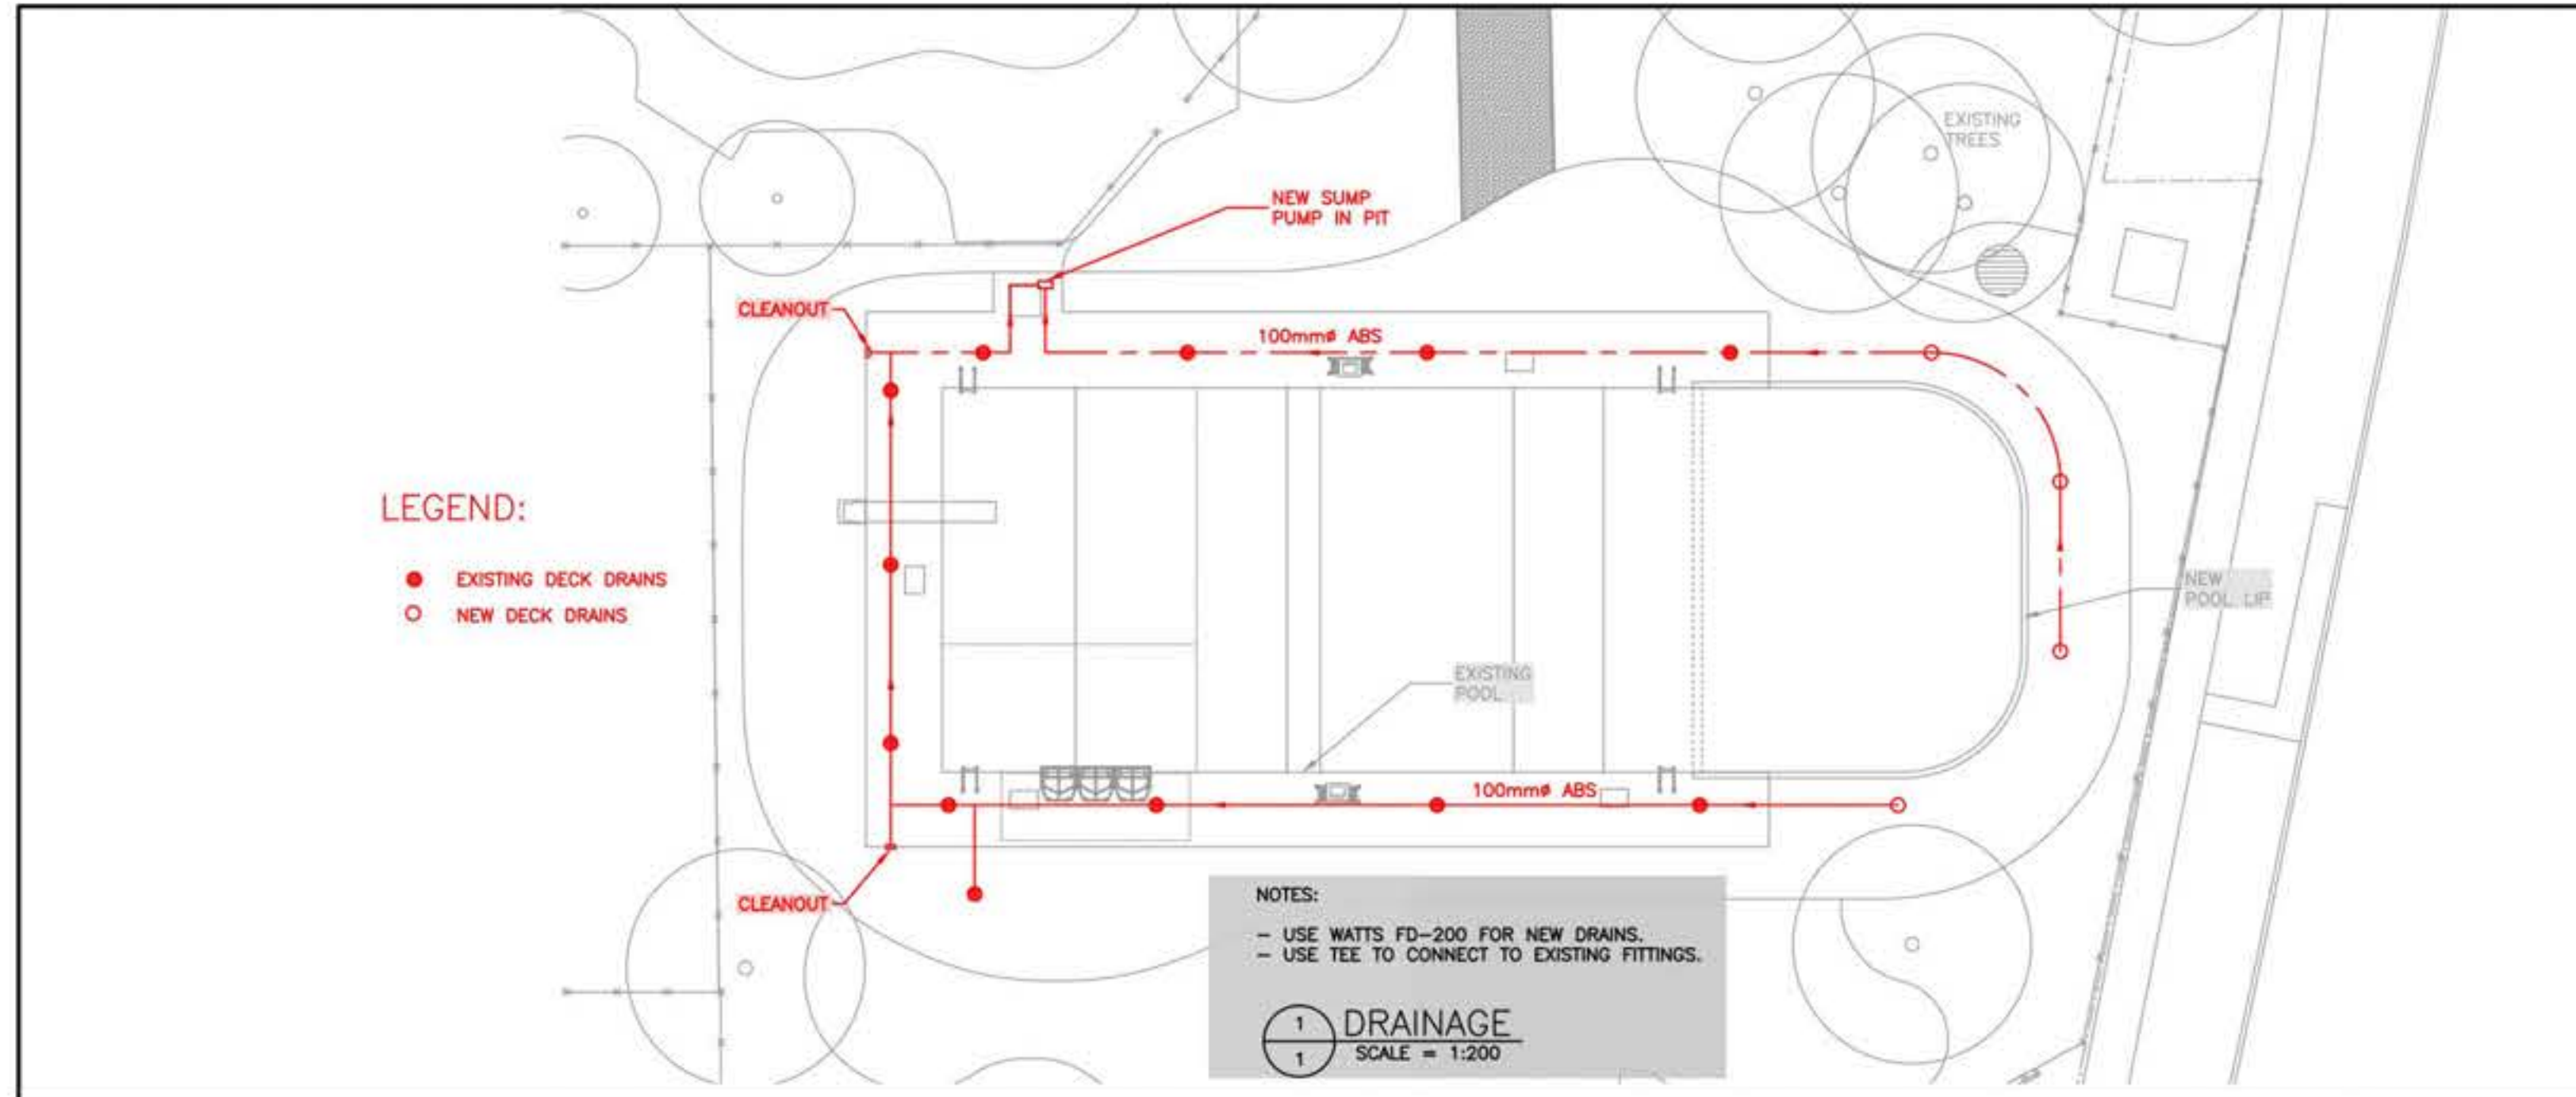 EXISTING
TREES
NEW SUMP
PUMP IN PIT
CLEANOUT
100mmø ABS
LEGEND:
EXISTING DECK DRAINS
NEW DECK DRAINS
NEW
POOL LIP
EXISTING
POOL
100mmø ABS
CLEANOUT
NOTES:
- USE WATTS FD-200 FOR NEW DRAINS.
- USE TEE TO CONNECT TO EXISTING FITTINGS.
1
1
DRAINAGE
SCALE = 1:200